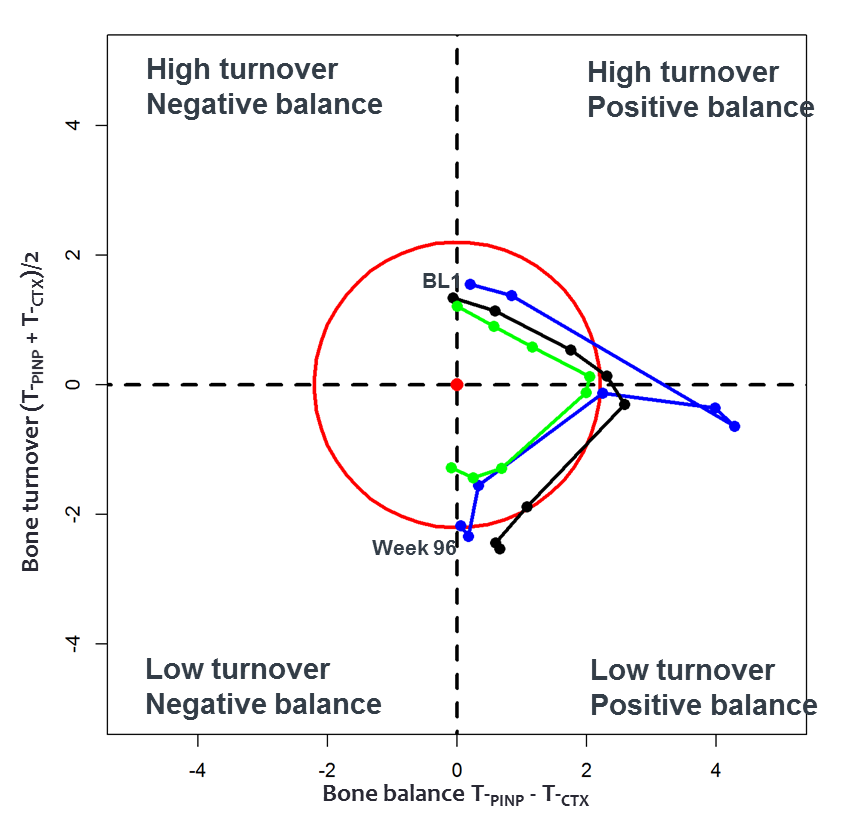 High turnover
Negative balance
High turnover
Positive balance
4
2
0
-2
-4
Bone turnover (T-PINP + T-CTX)/2
BL1
Week 96
Low turnover
Negative balance
Low turnover
Positive balance
-4
-2
0
2
4
Bone balance T-PINP - T-CTX